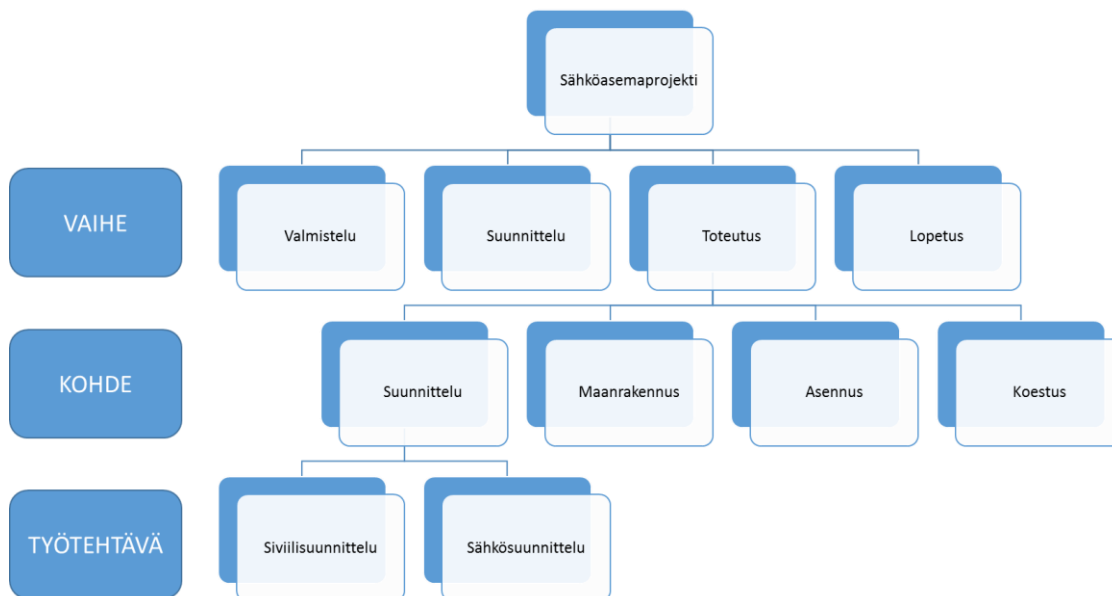 Sähköasemaprojekti
VAIHE
Valmistelu
Suunnittelu
Toteutus
Lopetus
KOHDE
Suunnittelu
Maanrakennus
Asennus
Koestus
TYÖTEHTÄVÄ
Siviilisuunnittelu
Sähkösuunnittelu